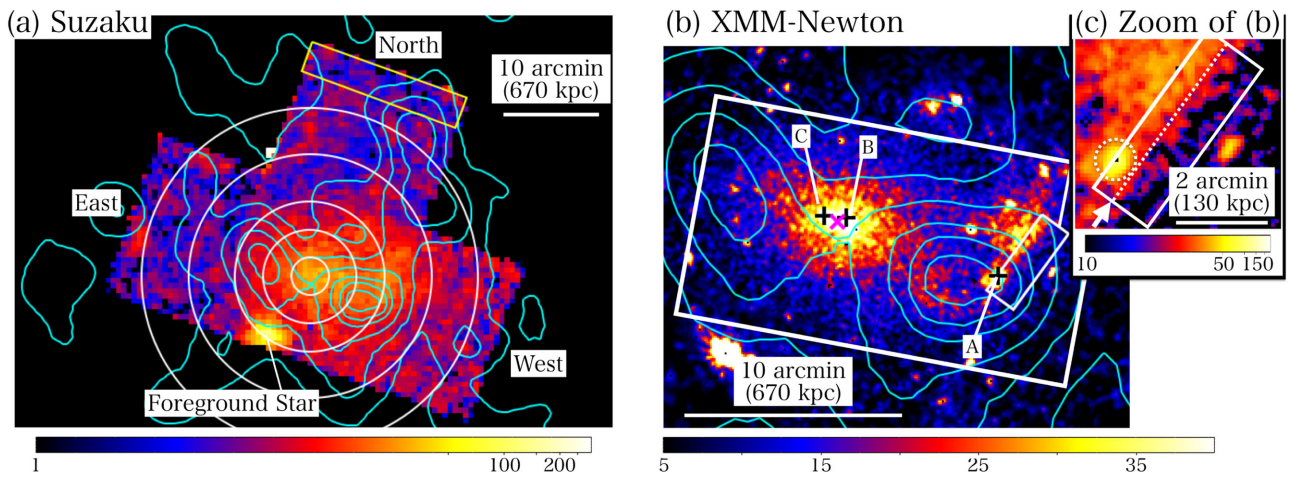 (a) Suzaku
North
10 arcmin
(670 kpc)
East
West
Foreground Star
1
100
200
(b) XMM-Newton
C
B
A
10 arcmin
(670 kpc)
5
15
25
35
(c) Zoom of (b)
2 arcmin
(130 kpc)
10
50
150